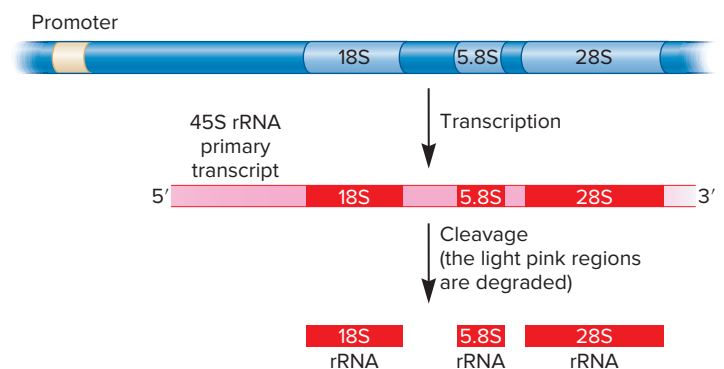 Promoter
18S 5.8S 28S
45S rRNA
primary
transcript
Transcription
5′ 18S 5.8S 28S 3′
Cleavage
(the light pink regions
are degraded)
18S 5.8S 28S
rRNA rRNA rRNA